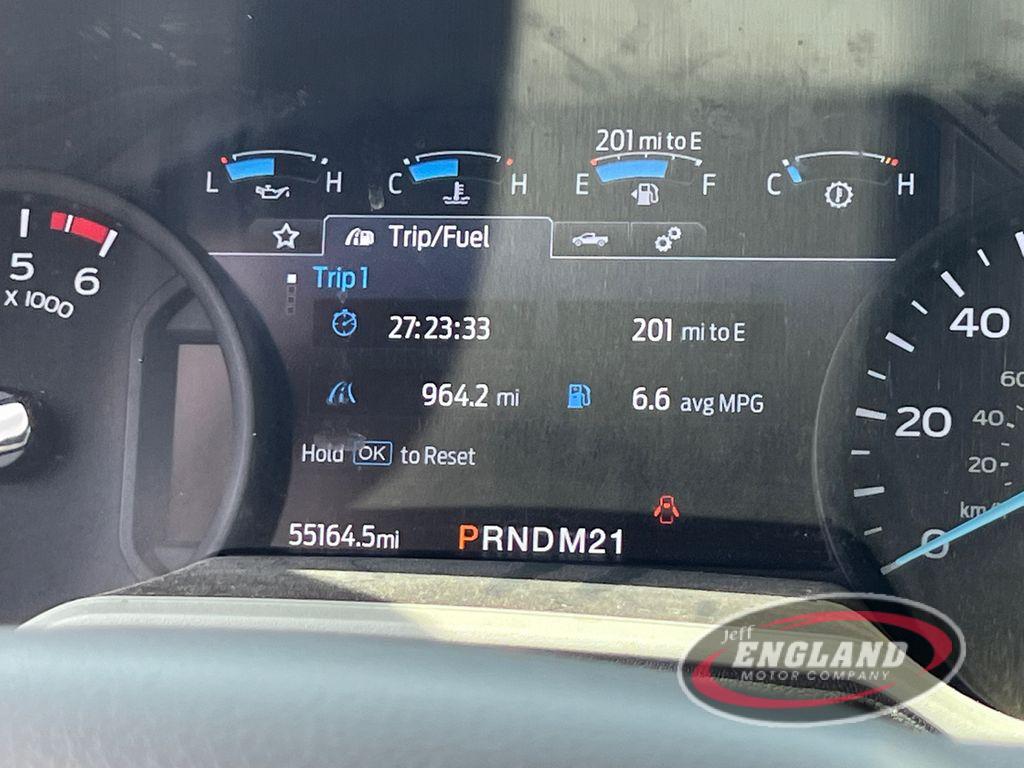 201 mi to E
L H C H E F C H
Trip/Fuel
Trip 1
27:23:33 201 mi to E
964.2 mi 6.6 avg MPG
Hold OK to Reset
55164.5mi PRNDM21
5 6
X 1000
40
60
20 40
20
km/
0
Jeff
ENGLAND
MOTOR COMPANY